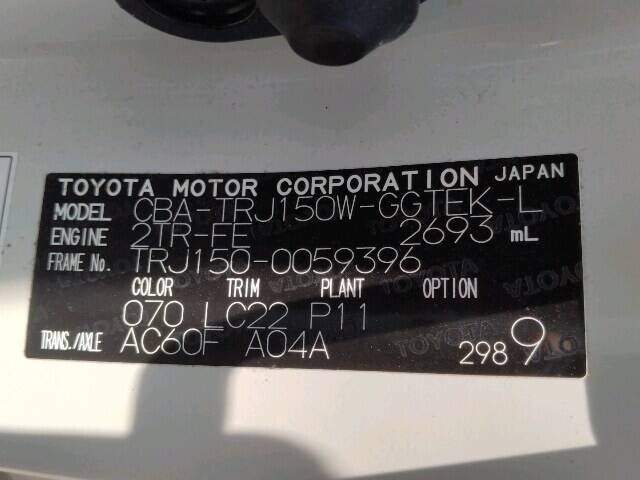 TOYOTA MOTOR CORPORATION JAPAN
MODEL CBA-TRJ150W-GGTEK-L
ENGINE 2TR-FE 2693 mL
FRAME No. TRJ150-0059396
COLOR TRIM PLANT OPTION
070 LC22 P11
TRANS./AXLE AC60F A04A 298 9